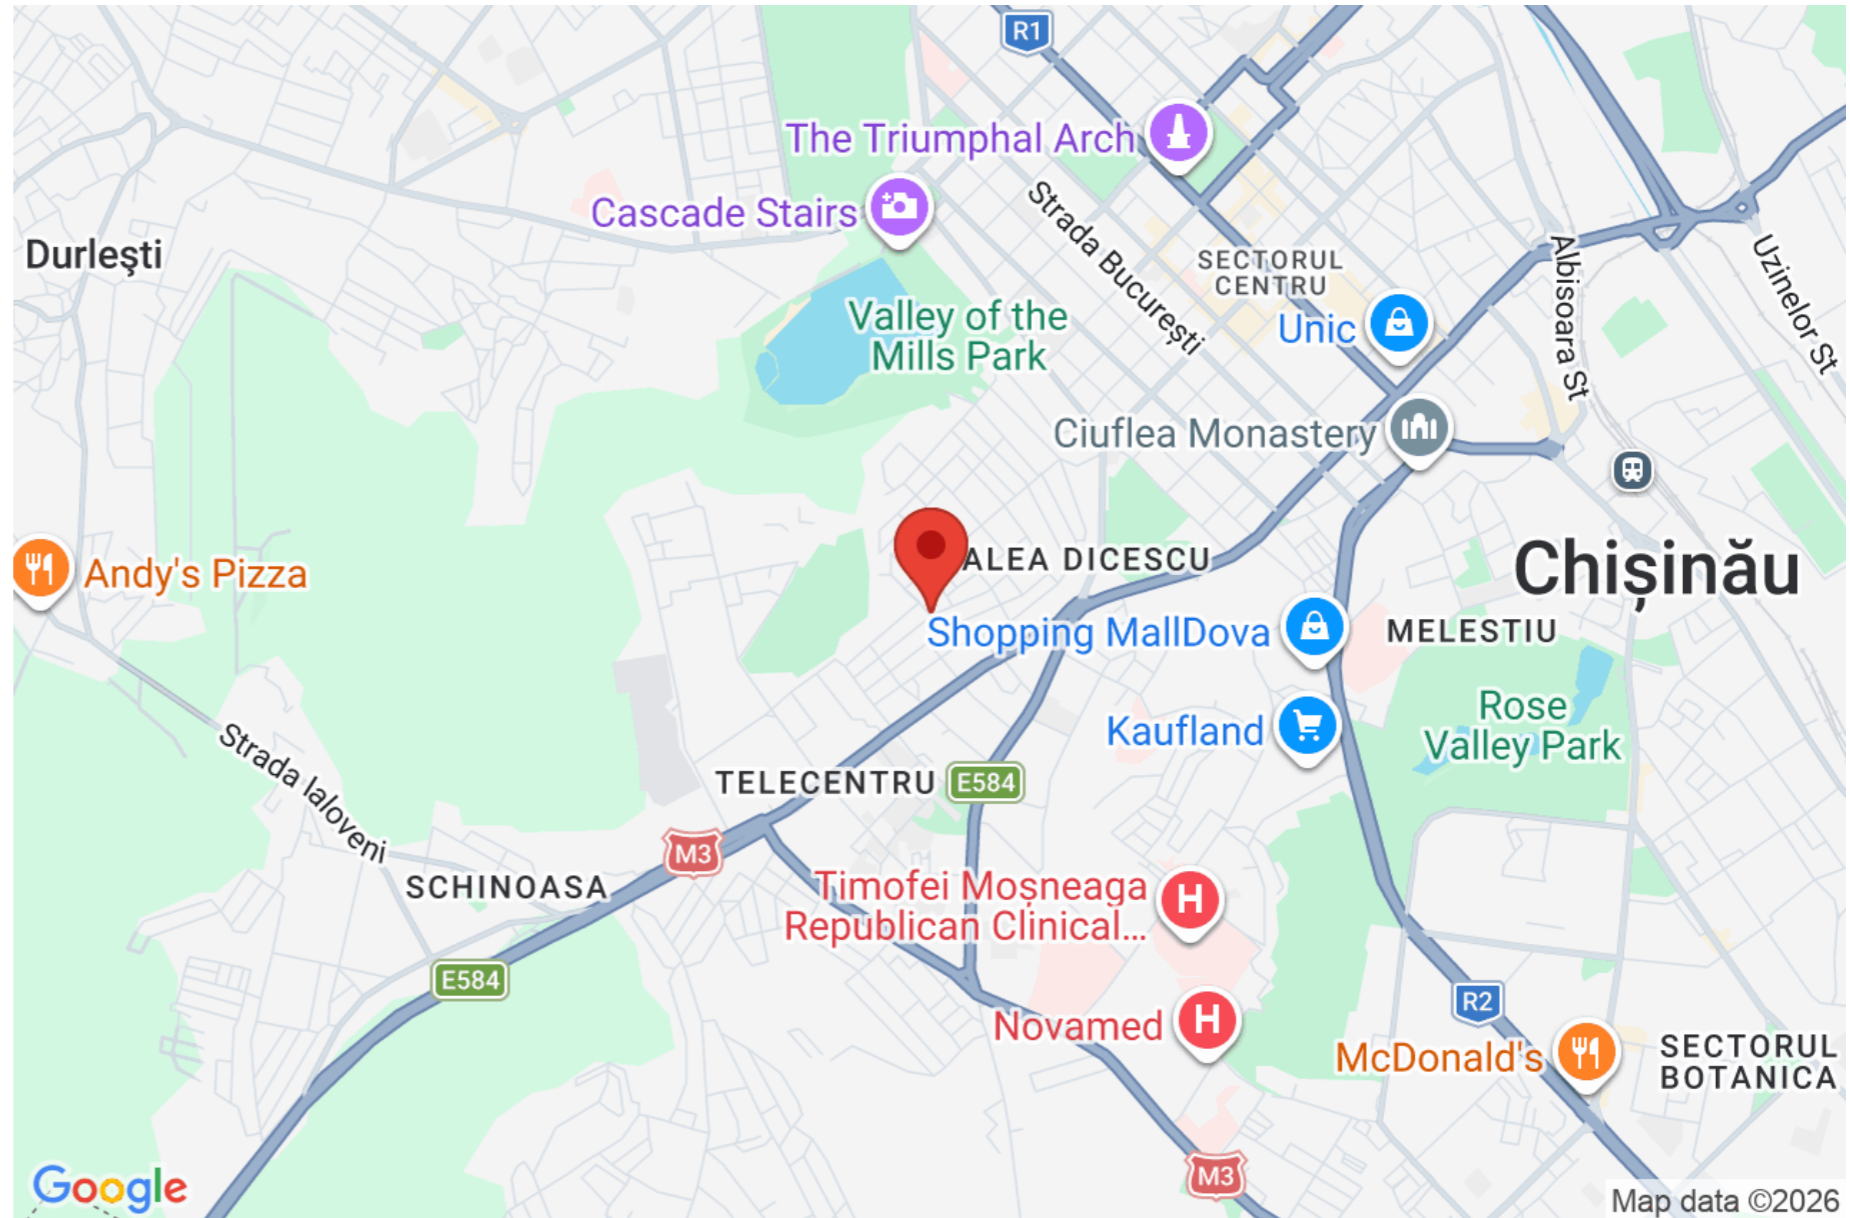 R1
The Triumphal Arch
Cascade Stairs
Strada București
Durleşti
SECTORUL
CENTRU
Albisoara St
Uzinelor St
Valley of the
Mills Park
Unic
Ciuflea Monastery
ALEA DICESCU
Chișinău
Andy's Pizza
Shopping MallDova
MELESTIU
Rose
Valley Park
Kaufland
Strada Ialoveni
TELECENTRU
E584
M3
SCHINOASA
Timofei Moșneaga
Republican Clinical...
H
E584
R2
Novamed
H
McDonald's
SECTORUL
BOTANICA
M3
Google
Map data ©2026